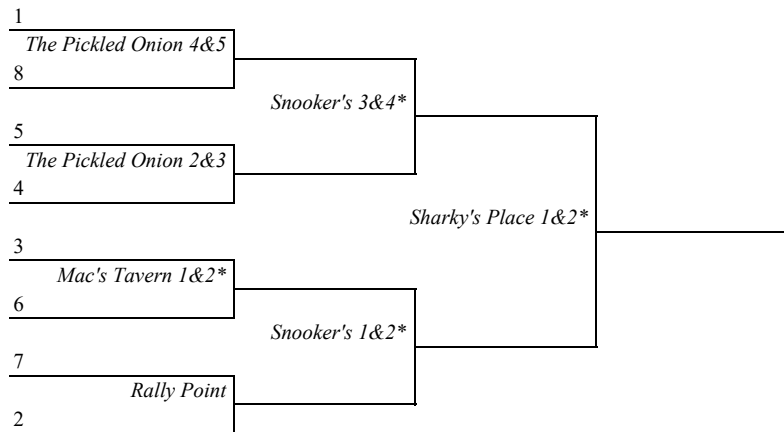 1
The Pickled Onion 4&5
8
Snooker's 3&4*
5
The Pickled Onion 2&3
4
Sharky's Place 1&2*
3
Mac's Tavern 1&2*
6
Snooker's 1&2*
7
Rally Point
2